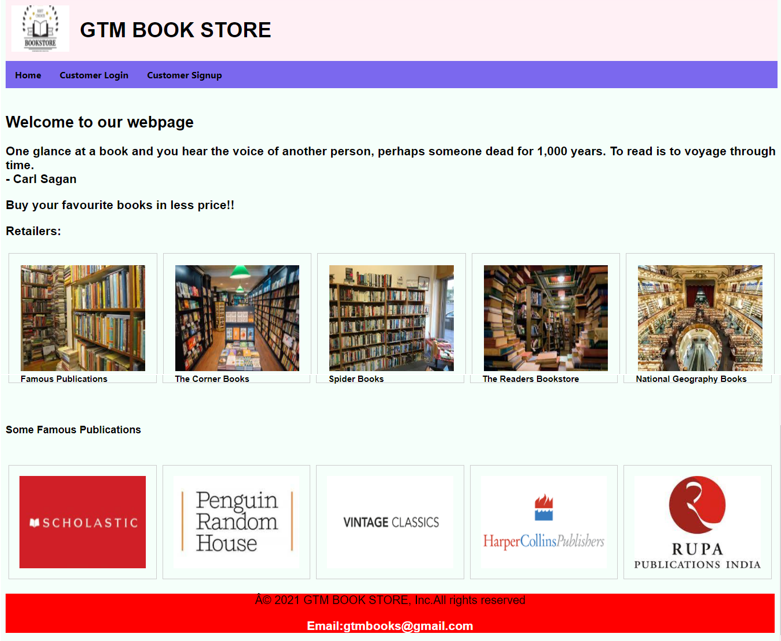 BOOKSTORE
GTM BOOK STORE
Home Customer Login Customer Signup
Welcome to our webpage
One glance at a book and you hear the voice of another person, perhaps someone dead for 1,000 years. To read is to voyage through
time.
- Carl Sagan
Buy your favourite books in less price!!
Retailers:
Famous Publications The Corner Books Spider Books The Readers Bookstore National Geography Books
Some Famous Publications
SCHOLASTIC
Penguin
Random
House
VINTAGE CLASSICS
HarperCollinsPublishers
RUPA
PUBLICATIONS INDIA
© 2021 GTM BOOK STORE, Inc.All rights reserved
Email:gtmbooks@gmail.com